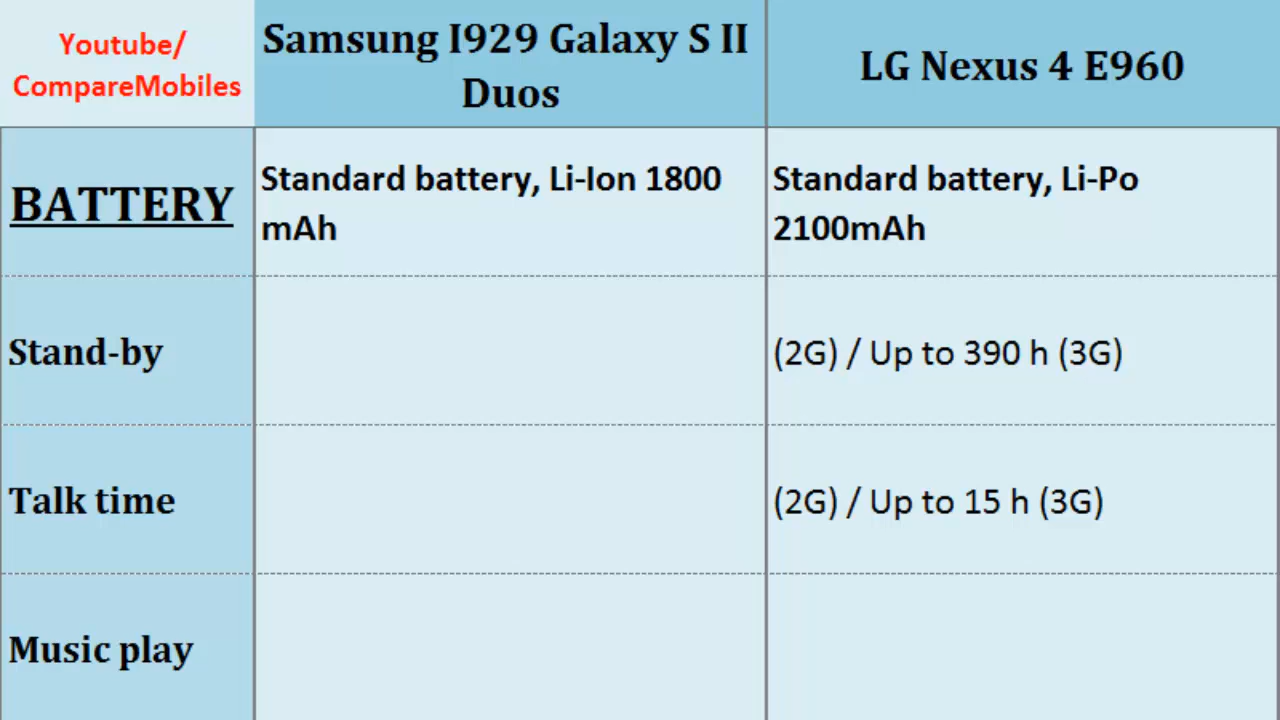 Youtube/
CompareMobiles
Samsung I929 Galaxy S II
Duos
LG Nexus 4 E960
BATTERY
Standard battery, Li-Ion 1800
mAh
Standard battery, Li-Po
2100mAh
Stand-by
(2G) / Up to 390 h (3G)
Talk time
(2G) / Up to 15 h (3G)
Music play